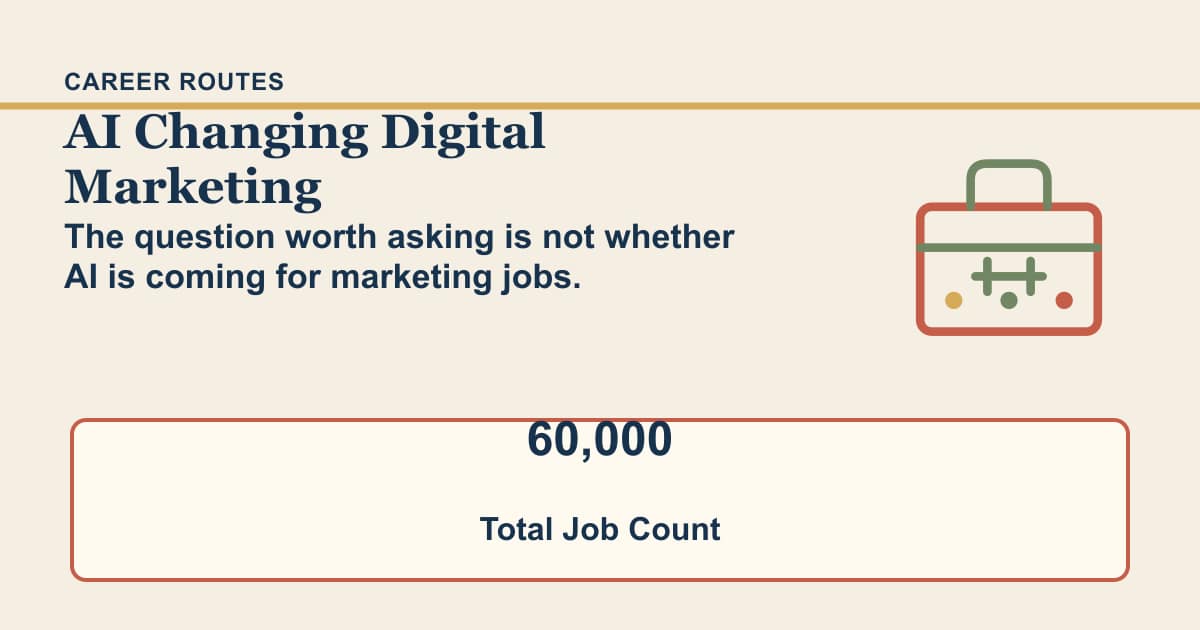 CAREER ROUTES
AI Changing Digital
Marketing
The question worth asking is not whether
AI is coming for marketing jobs.
60,000
Total Job Count